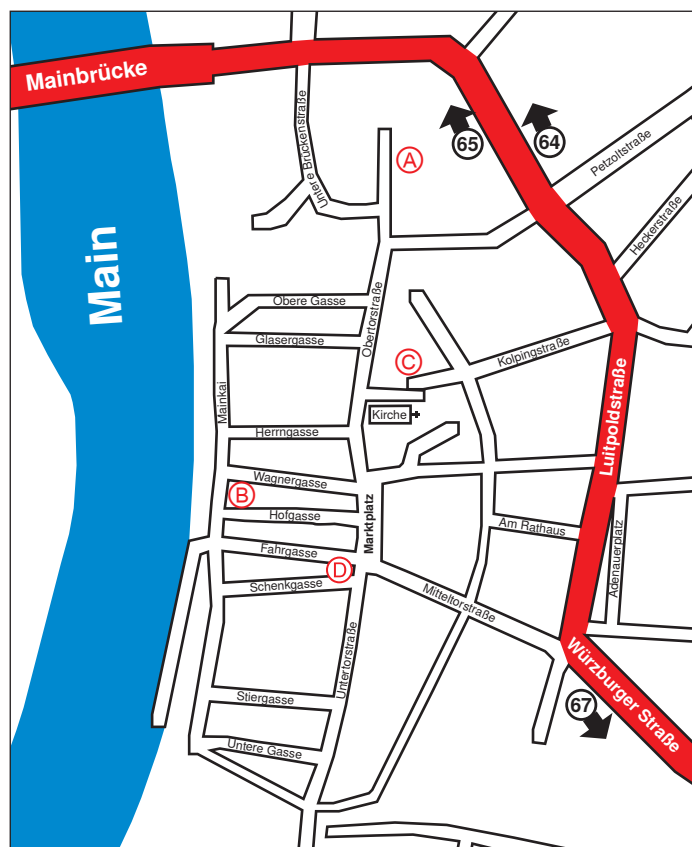 Mainbrücke
65
64
A
Untere Brückenstraße
Petzoltstraße
Heckerstraße
Main
Obere Gasse
Obertorstraße
Glasergasse
C
Kolpingstraße
Mainkai
Kirche
Luitpoldstraße
Herrngasse
Wagnergasse
B
Marktplatz
Hofgasse
Am Rathaus
Fahrgasse
Adenauerplatz
D
Schenkgasse
Mitteltorstraße
Untertorstraße
Würzburger Straße
Stiergasse
67
Untere Gasse